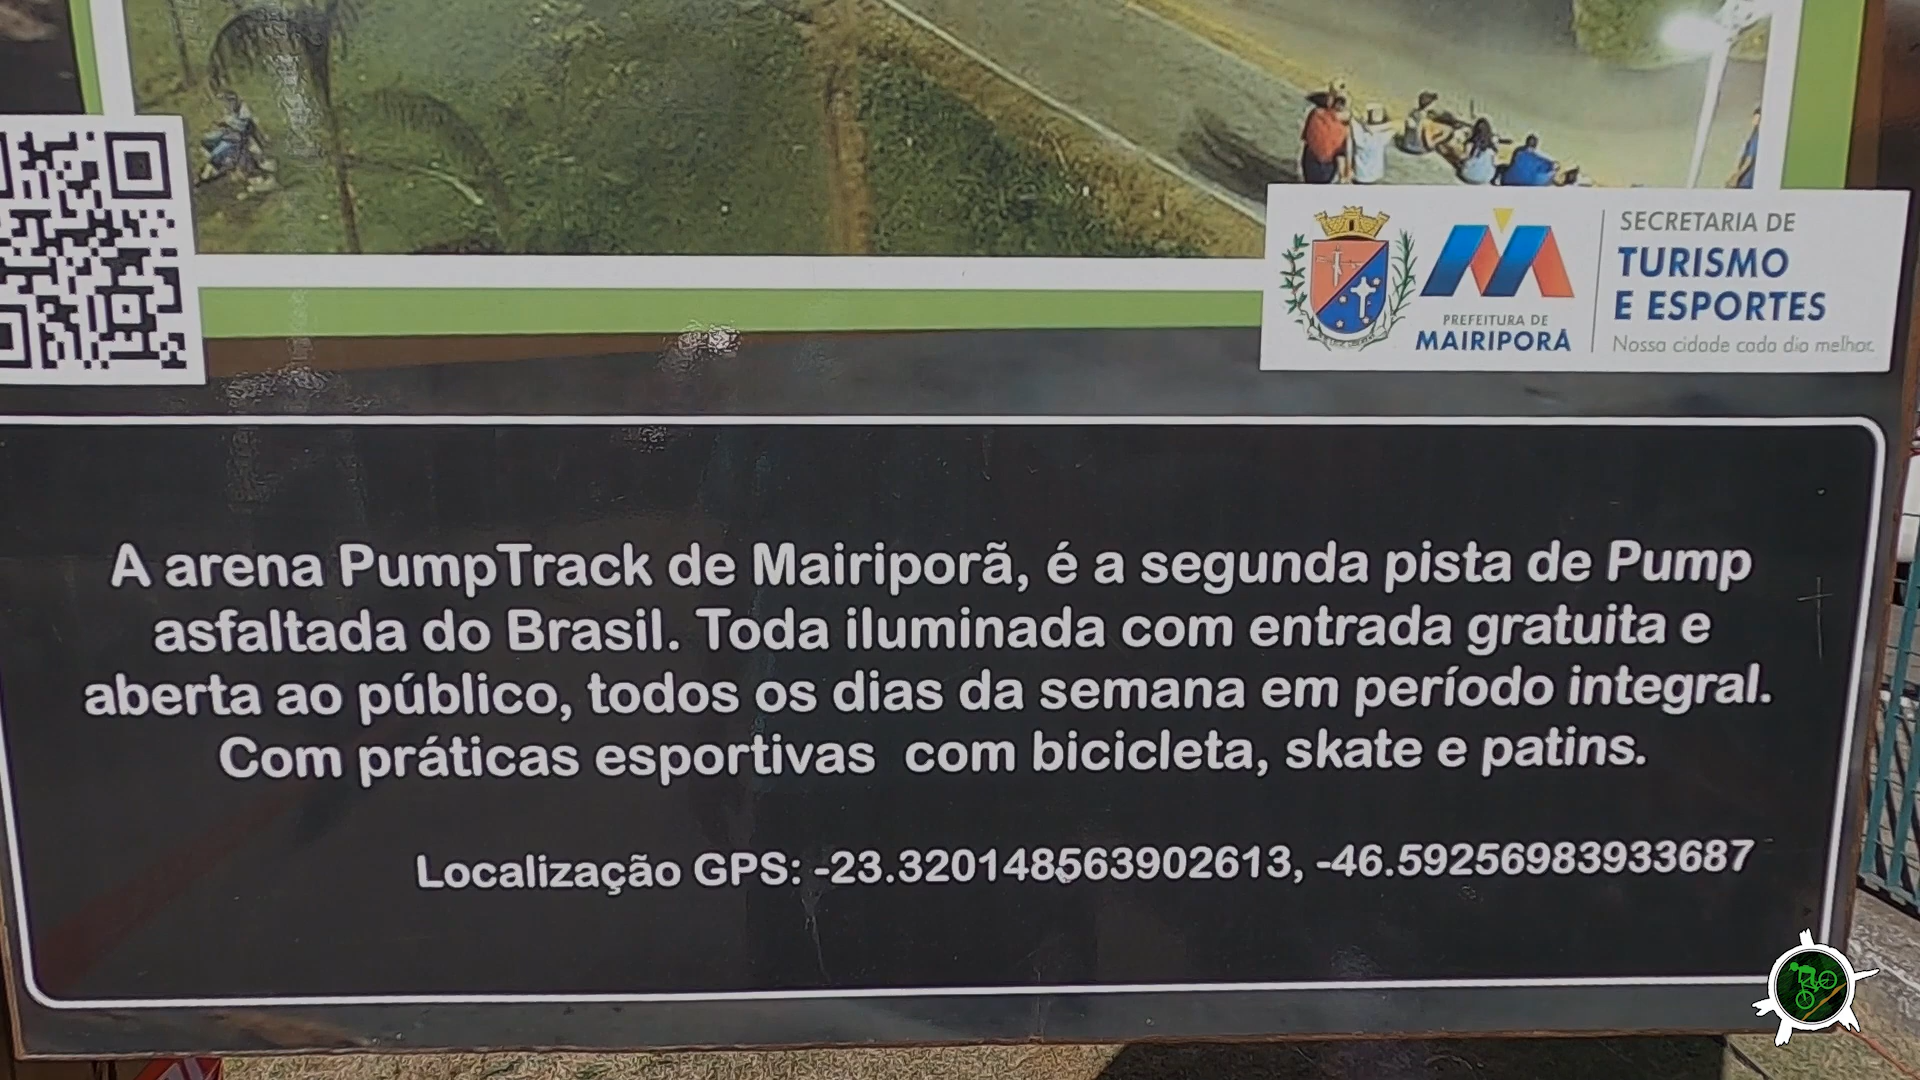 SECRETARIA DE
TURISMO
E ESPORTES
Nossa cidade cada dia melhor.
PREFEITURA DE
MAIRIPORÃ
A arena PumpTrack de Mairiporã, é a segunda pista de Pump
asfaltada do Brasil. Toda iluminada com entrada gratuita e
aberta ao público, todos os dias da semana em período integral.
Com práticas esportivas com bicicleta, skate e patins.
Localização GPS: -23.320148563902613, -46.59256983933687